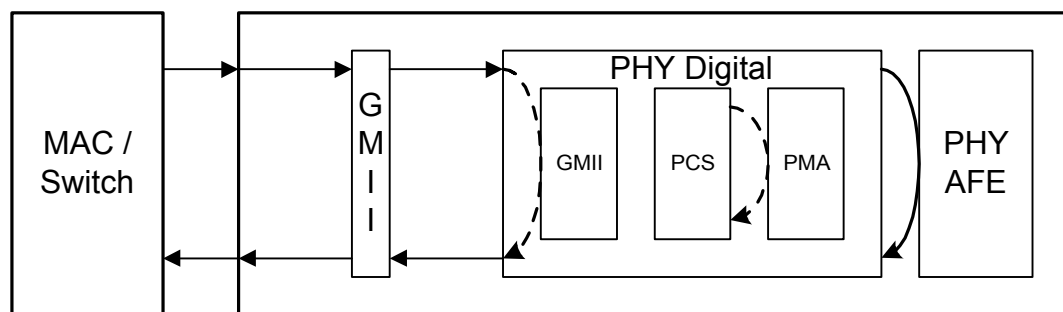 MAC /
Switch
G
M
I
I
PHY Digital
GMII
PCS
PMA
PHY
AFE